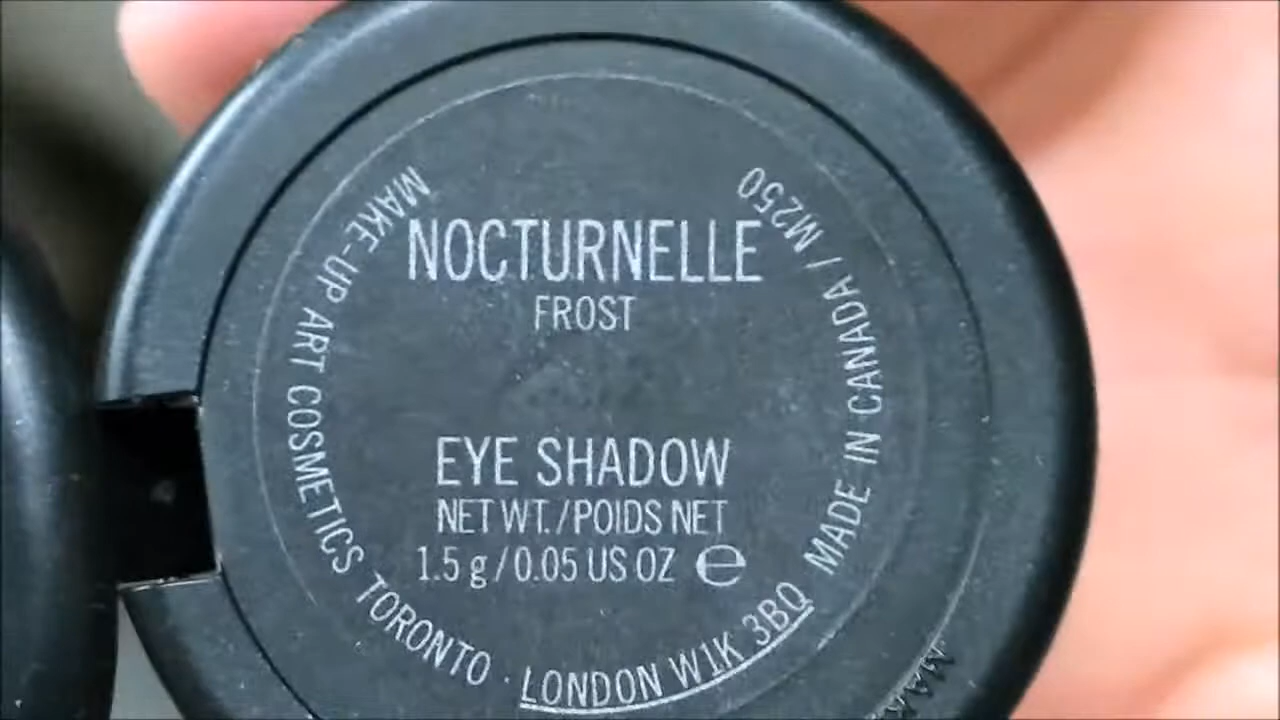 NOCTURNELLE
FROST
EYE SHADOW
NET WT./POIDS NET
1.5 g/0.05 US OZ e
MAKE-UP ART COSMETICS TORONTO · LONDON W1K 3BQ MADE IN CANADA / M250